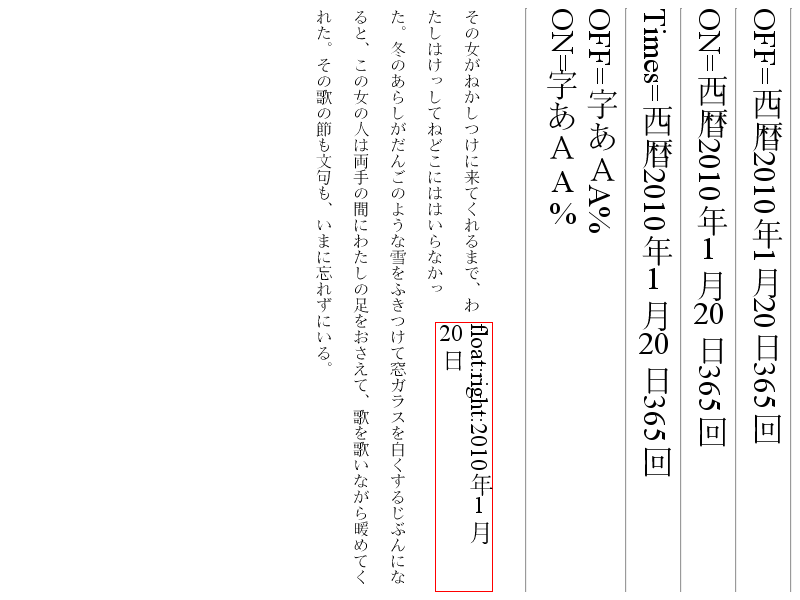 OFF=西暦2010年1月20日365回
ON=西暦2010年1月20日365回
Times=西暦2010年1月20日365回
OFF=字あＡA%
ON=字あＡA%
float:right:2010年1月
20日
その女がねかしつけに来てくれるまで、わ
たしはけっしてねどこにははいらなかっ
た。冬のあらしがだんごのような雪をふきつけて窓ガラスを白くするじぶんにな
ると、この女の人は両手の間にわたしの足をおさえて、歌を歌いながら暖めてく
れた。その歌の節も文句も、いまに忘れずにいる。